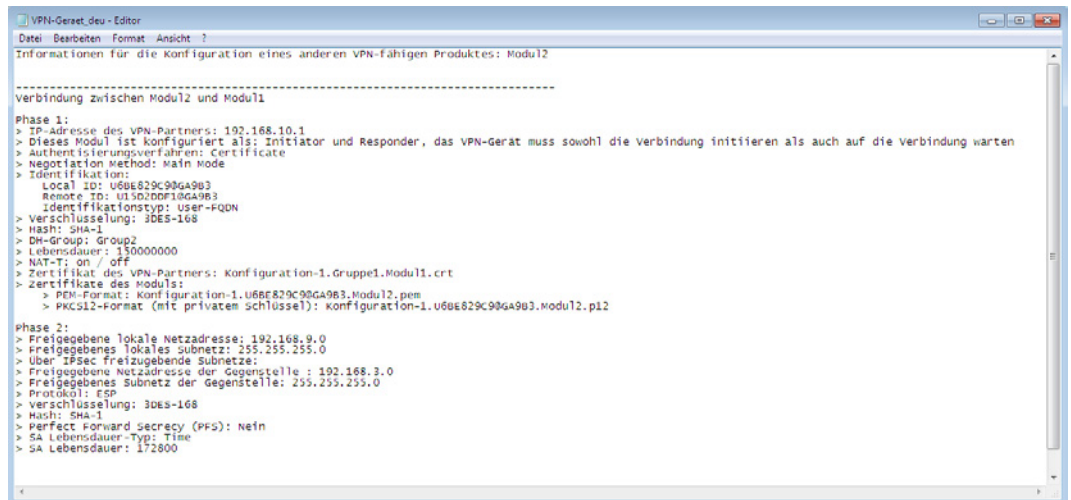 VPN-Geraet_deu - Editor
Datei Bearbeiten Format Ansicht ?
Informationen für die Konfiguration eines anderen VPN-fähigen Produktes: Modul2
--------------------------------------------------------------------------------
Verbindung zwischen Modul2 und Modul1
Phase 1:
> IP-Adresse des VPN-Partners: 192.168.10.1
> Dieses Modul ist konfiguriert als: Initiator und Responder, das VPN-Gerät muss sowohl die Verbindung initiieren als auch auf die Verbindung warten
> Authentisierungsverfahren: Certificate
> Negotiation Method: Main Mode
> Identifikation:
Local ID: U6BE829C9@GA9B3
Remote ID: U15D2DDF1@GA9B3
Identifikationstyp: User-FQDN
> Verschlüsselung: 3DES-168
> Hash: SHA-1
> DH-Group: Group2
> Lebensdauer: 150000000
> NAT-T: on / off
> Zertifikat des VPN-Partners: Konfiguration-1.Gruppe1.Modul1.crt
> Zertifikate des Moduls:
> PEM-Format: Konfiguration-1.U6BE829C9@GA9B3.Modul2.pem
> PKCS12-Format (mit privatem Schlüssel): Konfiguration-1.U6BE829C9@GA9B3.Modul2.p12
Phase 2:
> Freigegebene lokale Netzadresse: 192.168.9.0
> Freigegebenes lokales Subnetz: 255.255.255.0
> Über IPSec freizugebende Subnetze:
> Freigegebene Netzadresse der Gegenstelle : 192.168.3.0
> Freigegebenes Subnetz der Gegenstelle: 255.255.255.0
> Protokol: ESP
> Verschlüsselung: 3DES-168
> Hash: SHA-1
> Perfect Forward Secrecy (PFS): Nein
> SA Lebensdauer-Typ: Time
> SA Lebensdauer: 172800